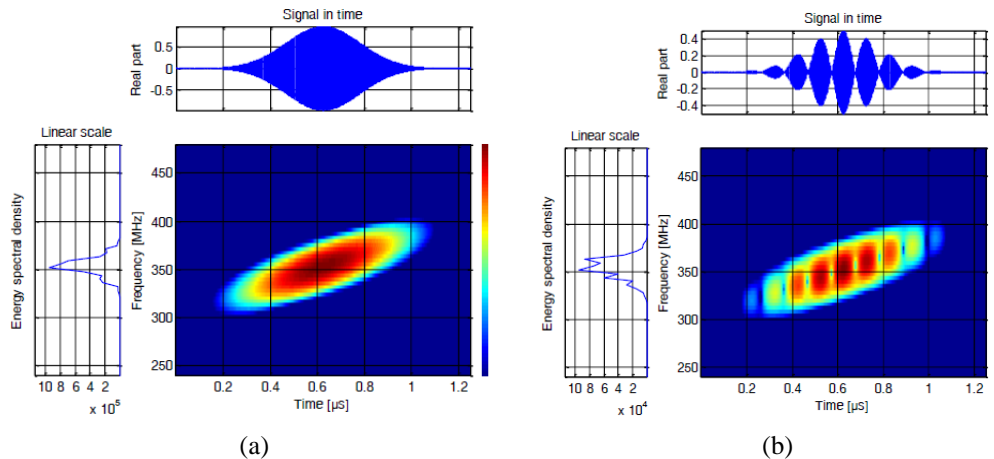 Signal in time
Real part
0.5
0
-0.5
Linear scale
Energy spectral density
10 8 6 4 2
x 10^5
Frequency [MHz]
450
400
350
300
250
0.2 0.4 0.6 0.8 1 1.2
Time [µs]
(a)
Signal in time
Real part
0.4
0.2
0
-0.2
-0.4
Linear scale
Energy spectral density
10 8 6 4 2
x 10^4
Frequency [MHz]
450
400
350
300
250
0.2 0.4 0.6 0.8 1 1.2
Time [µs]
(b)